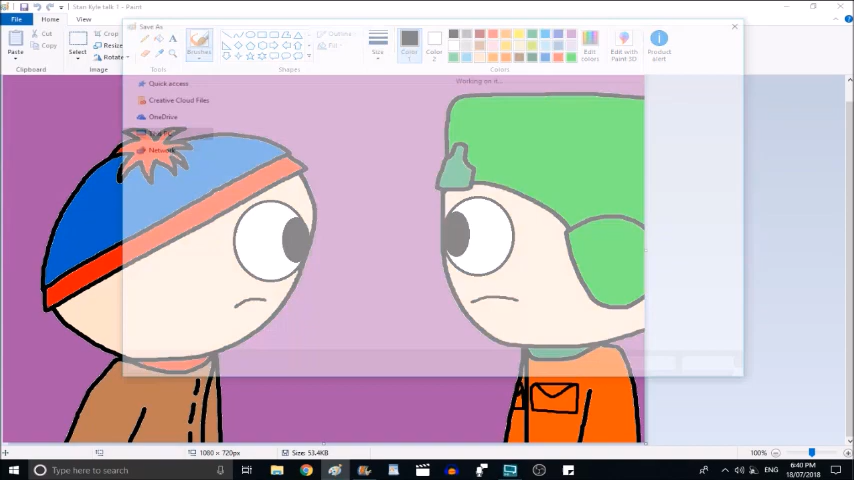 Stan Kyle talk 1 - Paint
File Home View
Save As
Paste
Cut
Copy
Clipboard
Select
Crop
Resize
Rotate
Image
Tools
Brushes
Shapes
Outline
Fill
Size
Color 1
Color 2
Colors
Edit colors
Edit with Paint 3D
Product alert
Working on it...
Quick access
Creative Cloud Files
OneDrive
This PC
Network
1080 × 720px
Size: 53.4KB
100%
Type here to search
ENG
6:40 PM
18/07/2018